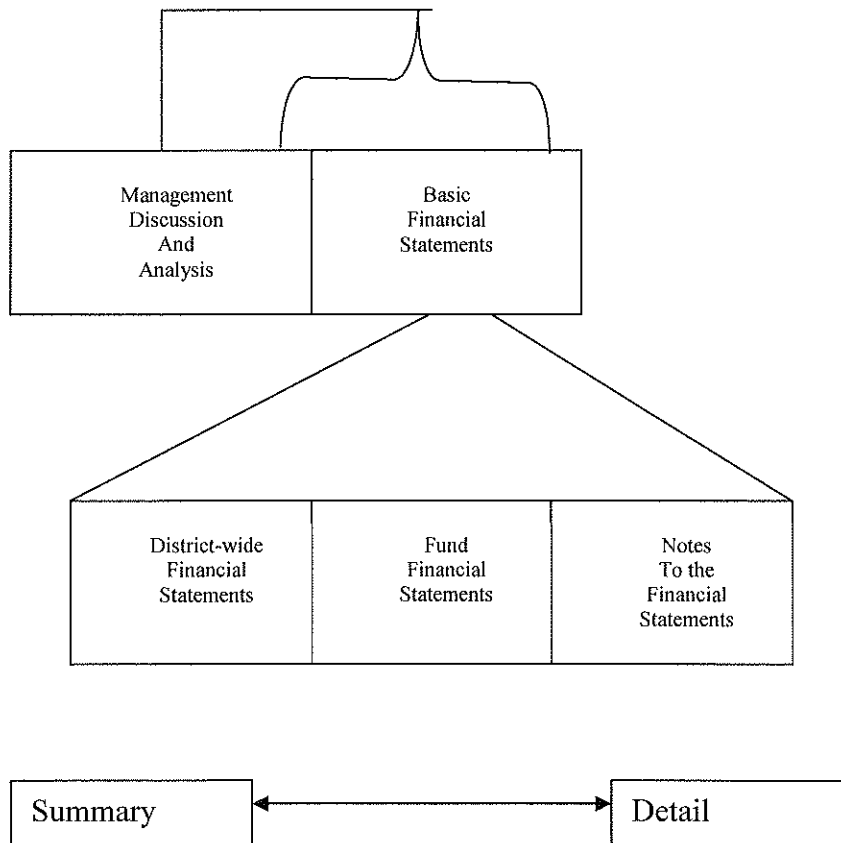 Management
Discussion
And
Analysis
Basic
Financial
Statements
District-wide
Financial
Statements
Fund
Financial
Statements
Notes
To the
Financial
Statements
Summary
Detail